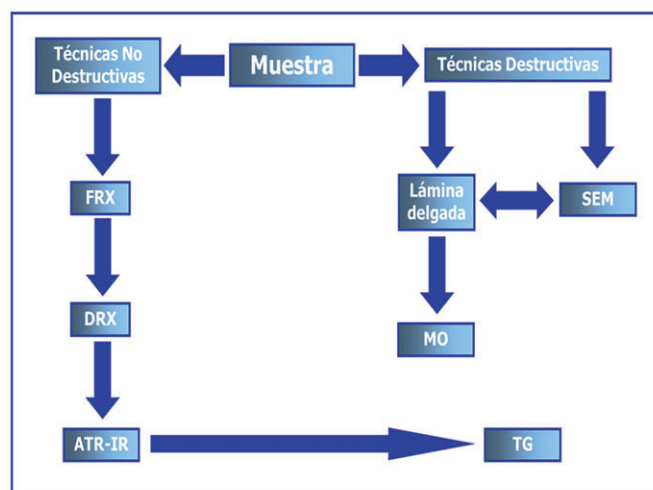 Técnicas No
Destructivas
Muestra
Técnicas Destructivas
FRX
Lámina
delgada
SEM
DRX
MO
ATR-IR
TG